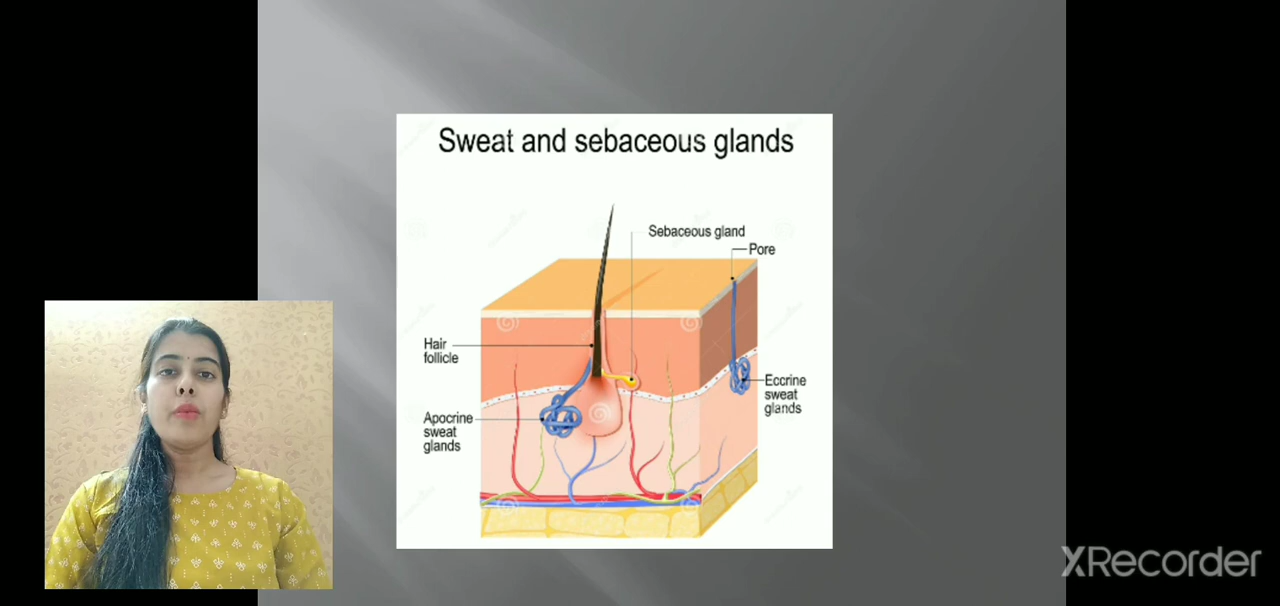 Sweat and sebaceous glands
Sebaceous gland
Pore
Hair
follicle
Eccrine
sweat
glands
Apocrine
sweat
glands
XRecorder